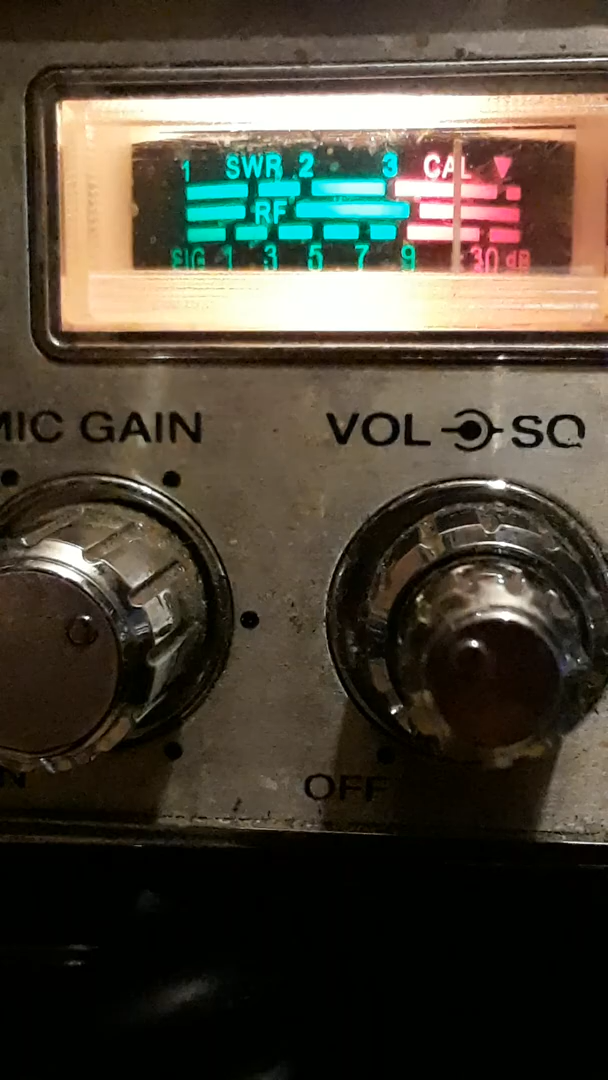 1 SWR 2 3 CAL
RF
SIG 1 3 5 7 9 30 dB
MIC GAIN VOL SQ
N OFF